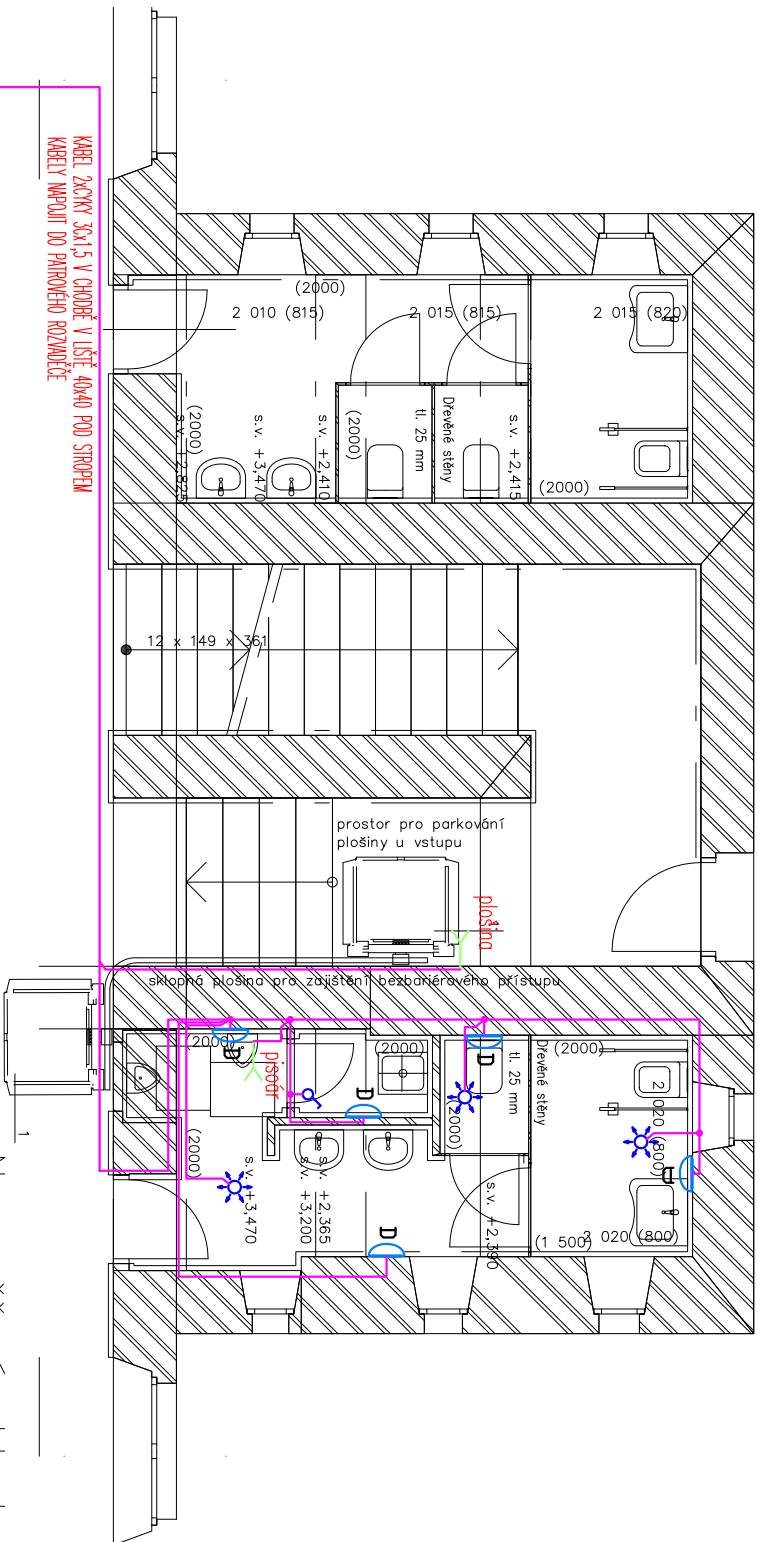 KABEL 2xCYKY 3Cx1,5 V CHODBĚ V LIŠTĚ 40x40 POD STROPEM
KABELY NAPOJIT DO PATROVÉHO ROZVADĚČE
(2000)
2 010 (815)
2 015 (815)
2 015 (820)
(2000)
s.v. +2,825
s.v. +3,470
s.v. +2,410
(2000)
tl. 25 mm
Dřevěné stěny
s.v. +2,415
(2000)
12 x 149 x 361
prostor pro parkování
plošiny u vstupu
plošina
1
sklopná plošina pro zajištění bezbariérového přístupu
(2000)
D
pisoár
(2000)
D
D
tl. 25 mm
Dřevěné stěny
(2000)
(2000)
2 020 (800)
D
(2000)
s.v. +3,470
s.v. +3,200
+2,365
s.v. +2,390
D
(1 500)
2 020 (800)
1